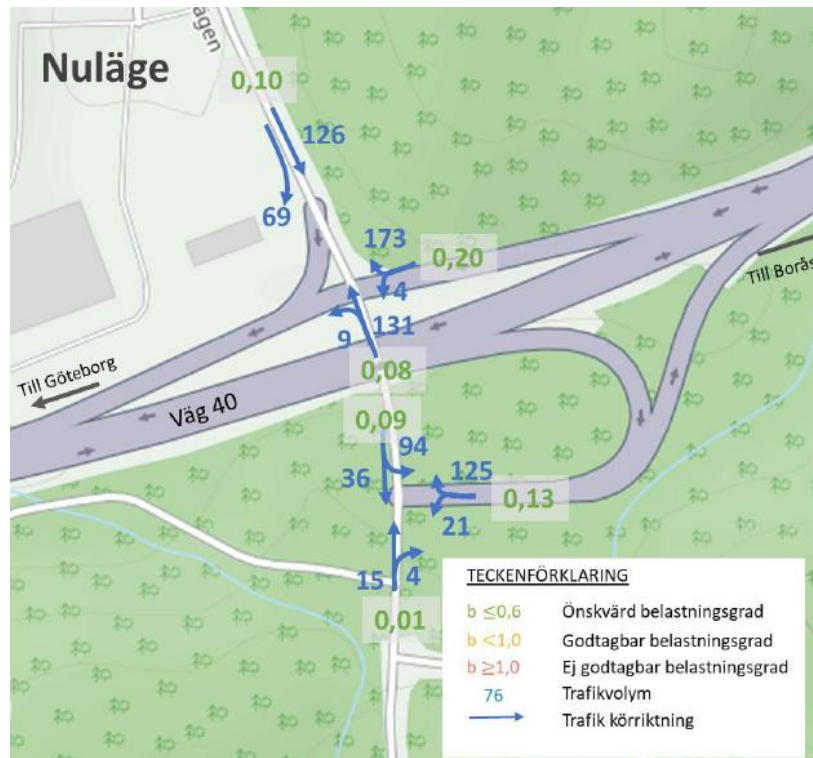 Nuläge
0,10
126
69
173
0,20
4
Till Borås
131
9
Till Göteborg
0,08
Väg 40
0,09
94
36
125
0,13
21
15
4
0,01
TECKENFÖRKLARING
b ≤0,6 Önskvärd belastningsgrad
b <1,0 Godtagbar belastningsgrad
b ≥1,0 Ej godtagbar belastningsgrad
76 Trafikvolym
Trafik körriktning